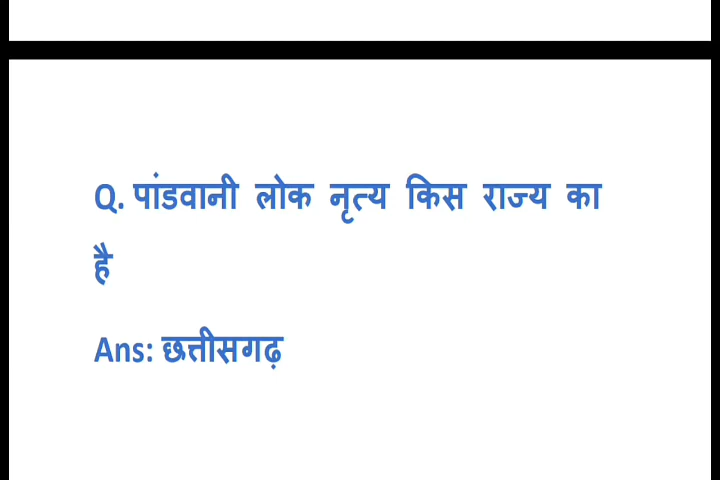 Q. पांडवानी लोक नृत्य किस राज्य का
है
Ans: छत्तीसगढ़